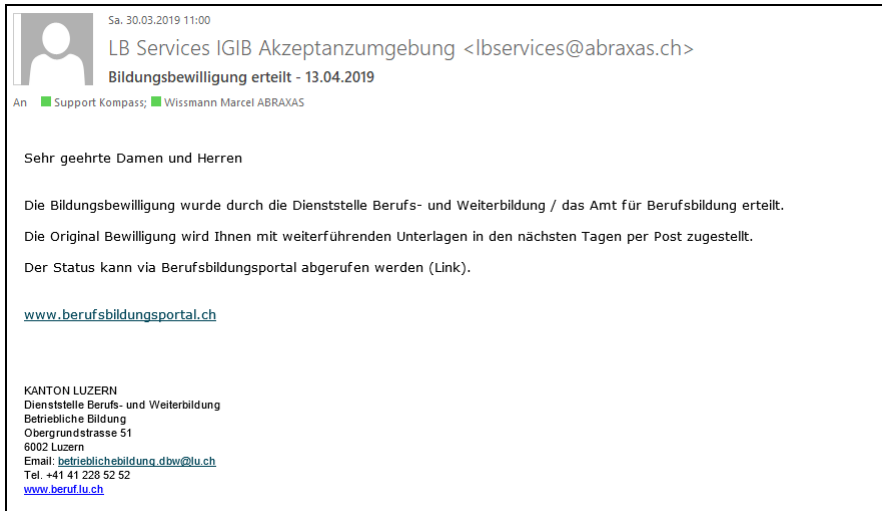 Sa. 30.03.2019 11:00
LB Services IGIB Akzeptanzumgebung <lbservices@abraxas.ch>
Bildungsbewilligung erteilt - 13.04.2019
An Support Kompass; Wissmann Marcel ABRAXAS
Sehr geehrte Damen und Herren
Die Bildungsbewilligung wurde durch die Dienststelle Berufs- und Weiterbildung / das Amt für Berufsbildung erteilt.
Die Original Bewilligung wird Ihnen mit weiterführenden Unterlagen in den nächsten Tagen per Post zugestellt.
Der Status kann via Berufsbildungsportal abgerufen werden (Link).
www.berufsbildungsportal.ch
KANTON LUZERN
Dienststelle Berufs- und Weiterbildung
Betriebliche Bildung
Obergrundstrasse 51
6002 Luzern
Email: betrieblichebildung.dbw@lu.ch
Tel. +41 41 228 52 52
www.beruf.lu.ch